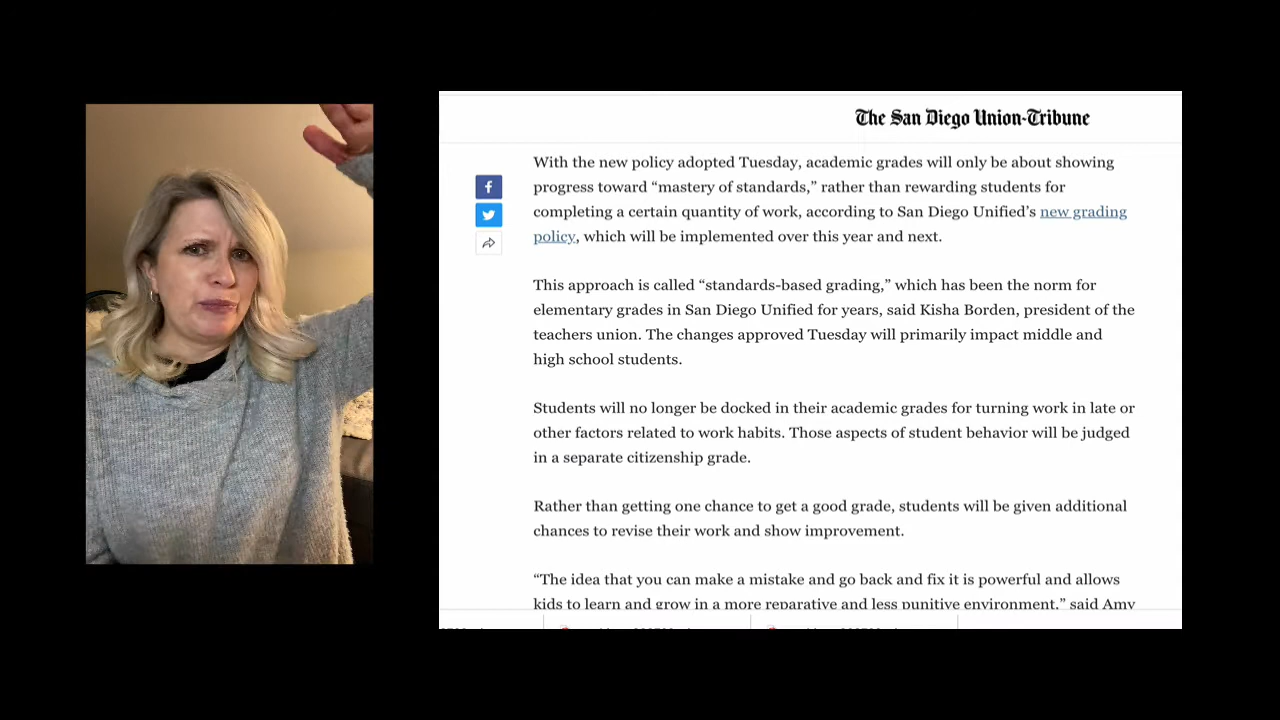 The San Diego Union-Tribune
With the new policy adopted Tuesday, academic grades will only be about showing
progress toward “mastery of standards,” rather than rewarding students for
completing a certain quantity of work, according to San Diego Unified’s new grading
policy, which will be implemented over this year and next.
This approach is called “standards-based grading,” which has been the norm for
elementary grades in San Diego Unified for years, said Kisha Borden, president of the
teachers union. The changes approved Tuesday will primarily impact middle and
high school students.
Students will no longer be docked in their academic grades for turning work in late or
other factors related to work habits. Those aspects of student behavior will be judged
in a separate citizenship grade.
Rather than getting one chance to get a good grade, students will be given additional
chances to revise their work and show improvement.
“The idea that you can make a mistake and go back and fix it is powerful and allows
kids to learn and grow in a more reparative and less punitive environment,” said Amy